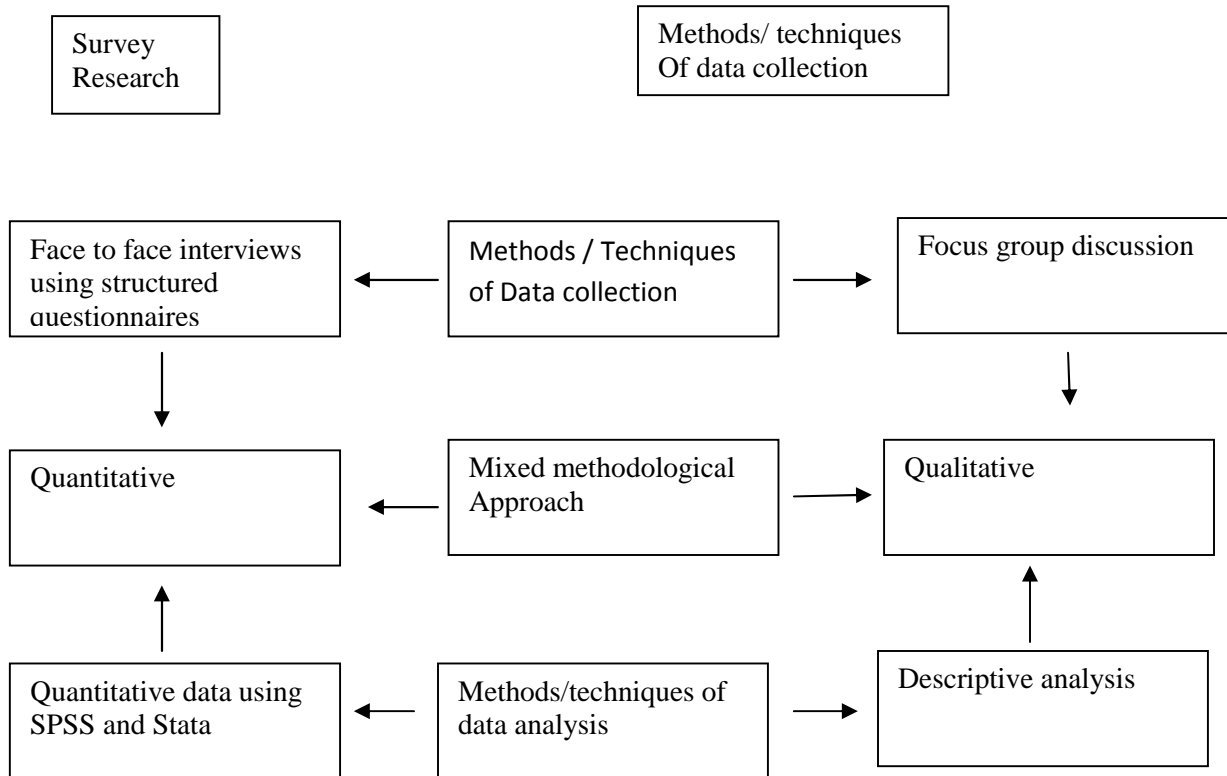 Survey
Research
Methods/ techniques
Of data collection
Face to face interviews
using structured
questionnaires
Methods / Techniques
of Data collection
Focus group discussion
Quantitative
Mixed methodological
Approach
Qualitative
Quantitative data using
SPSS and Stata
Methods/techniques of
data analysis
Descriptive analysis